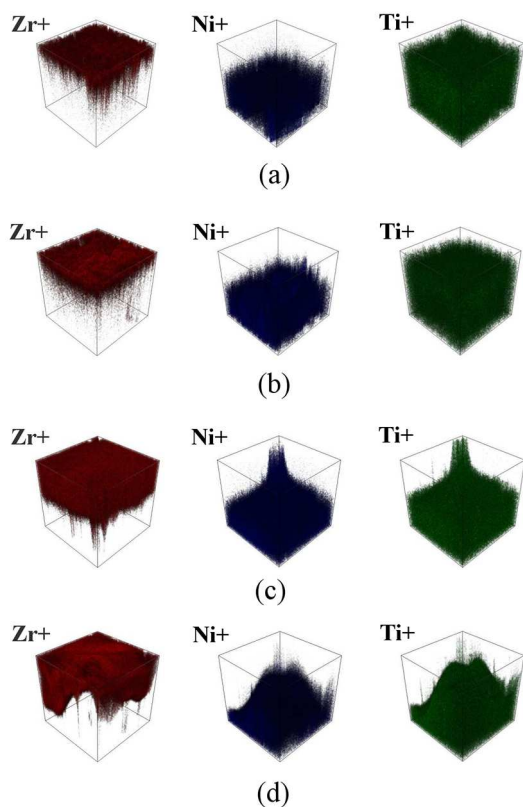 Zr+ Ni+ Ti+
(a)
Zr+ Ni+ Ti+
(b)
Zr+ Ni+ Ti+
(c)
Zr+ Ni+ Ti+
(d)